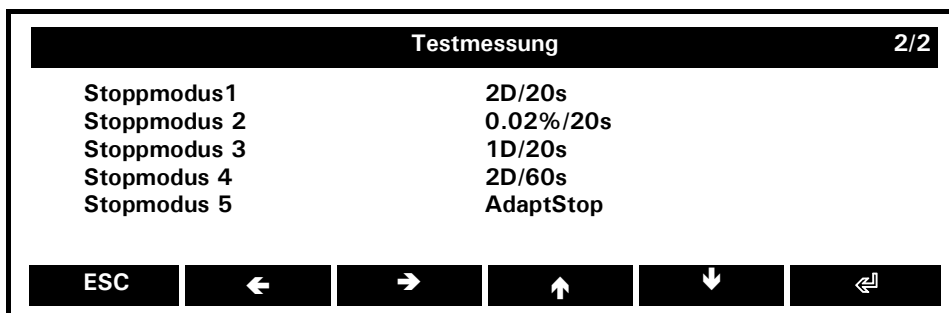 Testmessung 2/2
Stoppmodus1 2D/20s
Stoppmodus 2 0.02%/20s
Stoppmodus 3 1D/20s
Stopmodus 4 2D/60s
Stopmodus 5 AdaptStop
ESC ← → ↑ ↓ ↵